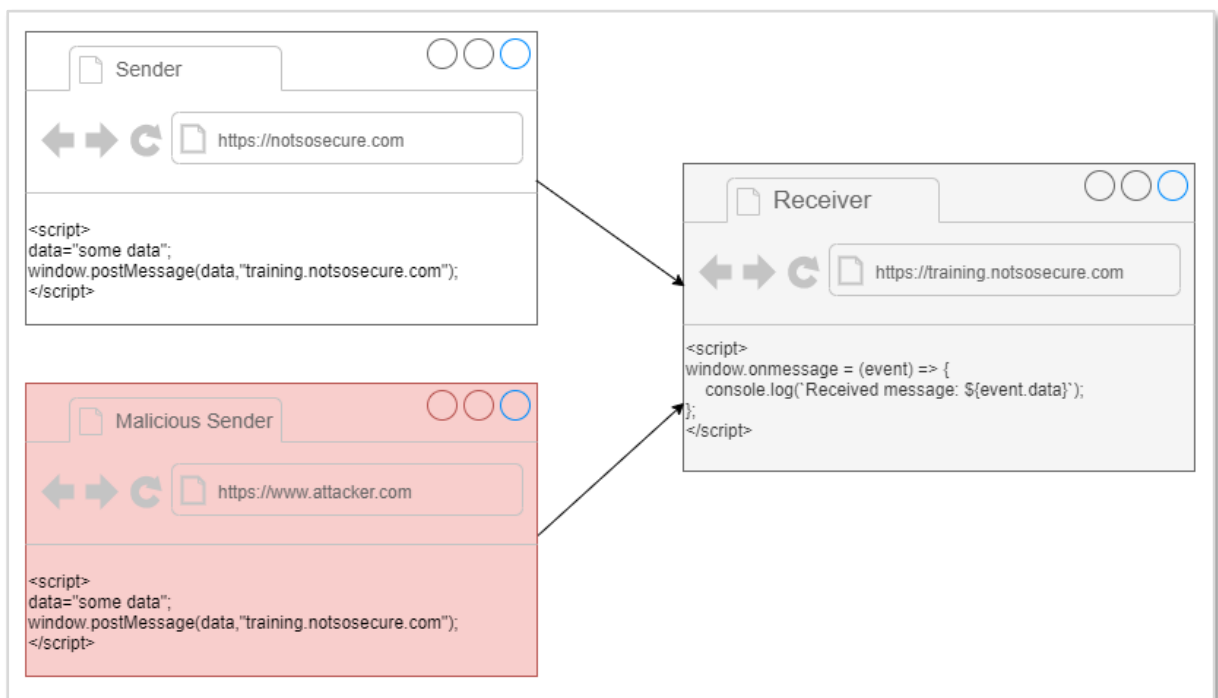 Sender
https://notsosecure.com
<script>
data="some data";
window.postMessage(data,"training.notsosecure.com");
</script>
Receiver
https://training.notsosecure.com
<script>
window.onmessage = (event) => {
console.log(`Received message: ${event.data}`);
};
</script>
Malicious Sender
https://www.attacker.com
<script>
data="some data";
window.postMessage(data,"training.notsosecure.com");
</script>